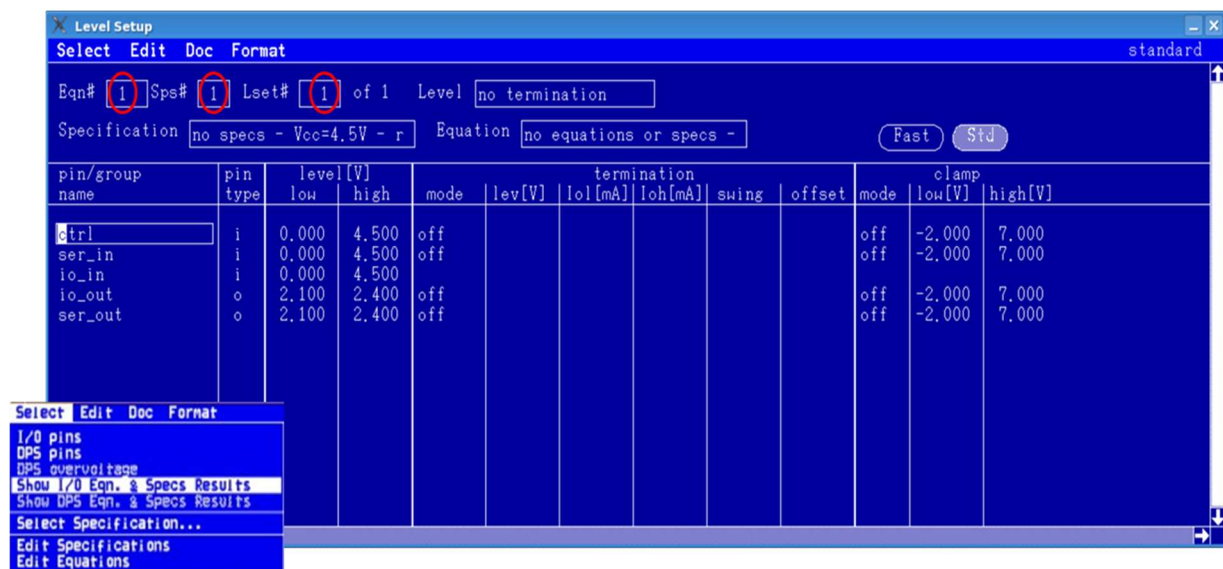 Level Setup
Select Edit Doc Format standard
Eqn# 1 Sps# 1 Lset# 1 of 1 Level no termination
Specification no specs - Vcc=4.5V - r Equation no equations or specs - Fast Std
pin/group pin level[V] termination clamp
name type low high mode lev[V] Iol[mA] Ioh[mA] swing offset mode low[V] high[V]
ctrl i 0.000 4.500 off off -2.000 7.000
ser_in i 0.000 4.500 off off -2.000 7.000
io_in i 0.000 4.500
io_out o 2.100 2.400 off off -2.000 7.000
ser_out o 2.100 2.400 off off -2.000 7.000
Select Edit Doc Format
I/O pins
DPS pins
DPS overvoltage
Show I/O Eqn. & Specs Results
Show DPS Eqn. & Specs Results
Select Specification...
Edit Specifications
Edit Equations